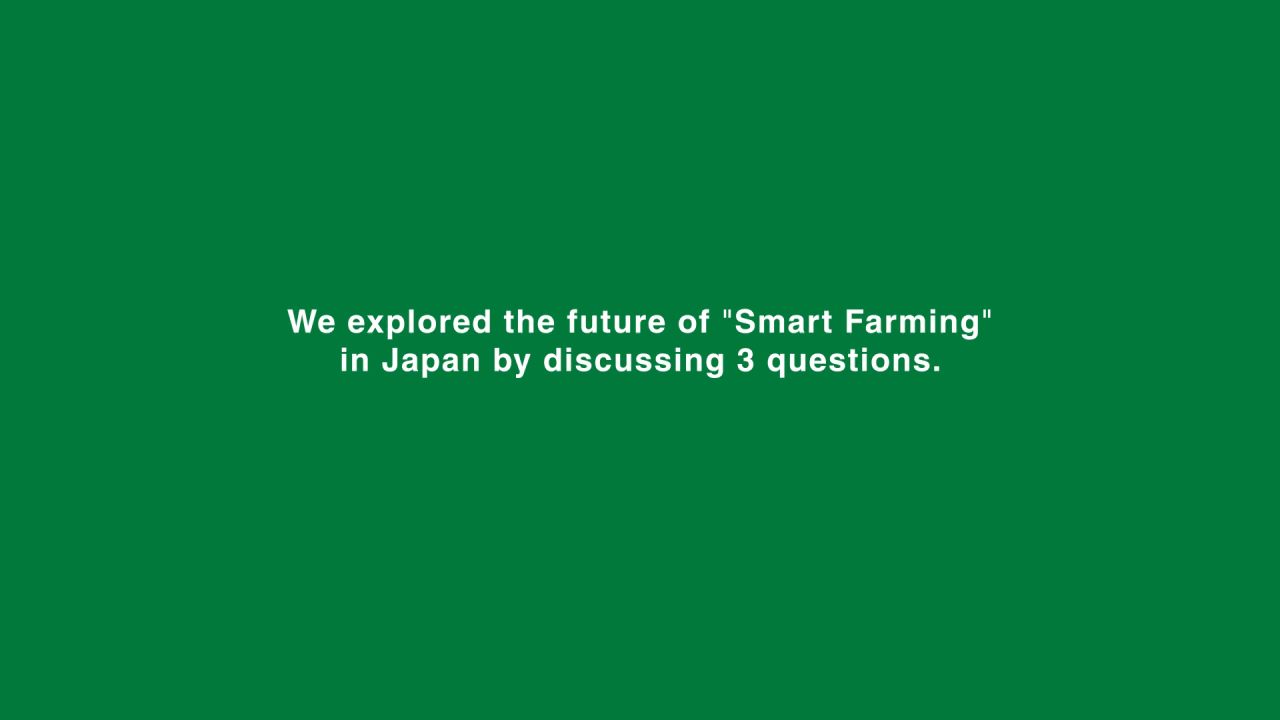 We explored the future of "Smart Farming"
in Japan by discussing 3 questions.